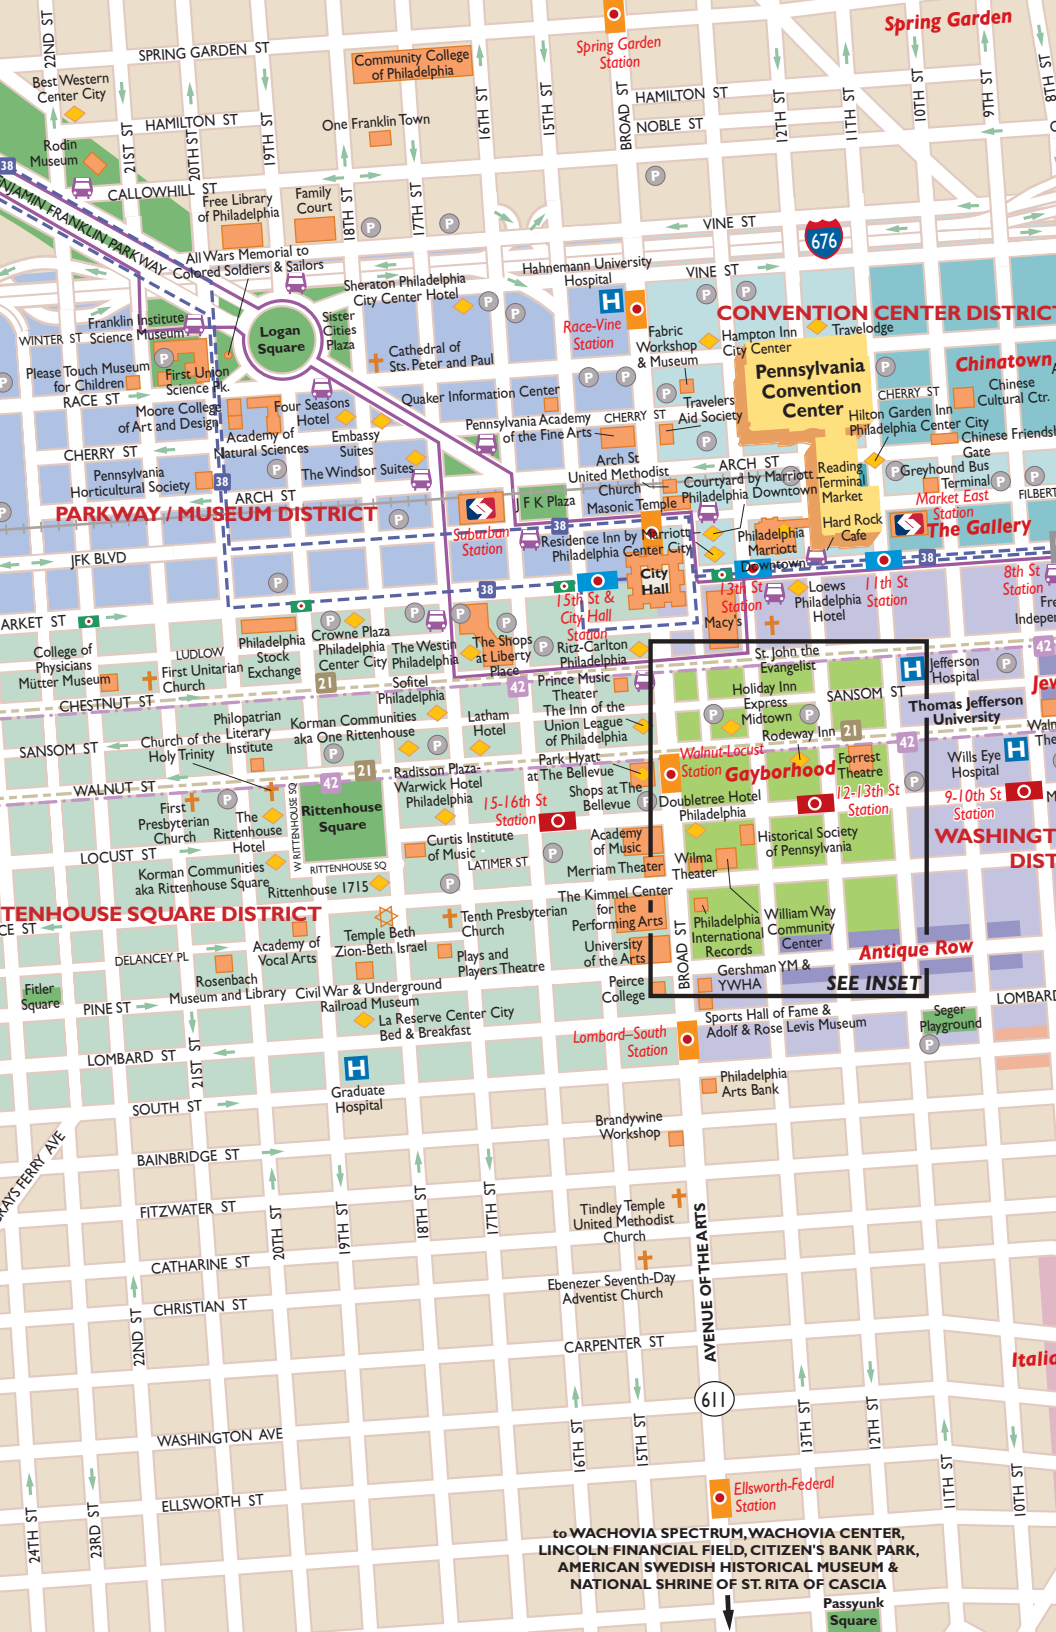 Spring Garden
22ND ST
SPRING GARDEN ST
Spring Garden
Station
Community College
of Philadelphia
Best Western
Center City
HAMILTON ST
HAMILTON ST
NOBLE ST
One Franklin Town
21ST ST
20TH ST
19TH ST
16TH ST
15TH ST
BROAD ST
12TH ST
11TH ST
10TH ST
9TH ST
8TH ST
Rodin
Museum
38
CALLOWHILL ST
Free Library
of Philadelphia
Family
Court
18TH ST
17TH ST
P
NJAMIN FRANKLIN PARKWAY
VINE ST
676
All Wars Memorial to
Colored Soldiers & Sailors
Sheraton Philadelphia
City Center Hotel
Hahnemann University
Hospital
H
VINE ST
CONVENTION CENTER DISTRICT
Franklin Institute
Science Museum
WINTER ST
Logan
Square
Sister
Cities
Plaza
Race-Vine
Station
Fabric
Workshop
& Museum
Hampton Inn
City Center
Travelodge
Cathedral of
Sts. Peter and Paul
Pennsylvania
Convention
Center
Chinatown
Please Touch Museum
for Children
First Union
Science Pk.
RACE ST
Moore College
of Art and Design
Four Seasons
Hotel
Quaker Information Center
Travelers
Aid Society
CHERRY ST
Chinese
Cultural Ctr.
Academy of
Natural Sciences
Embassy
Suites
Pennsylvania Academy
of the Fine Arts
CHERRY ST
Hilton Garden Inn
Philadelphia Center City
Chinese Friendsh
Gate
CHERRY ST
The Windsor Suites
Arch St
United Methodist
Church
ARCH ST
Courtyard by Marriott
Philadelphia Downtown
Reading
Terminal
Market
Greyhound Bus
Terminal
Pennsylvania
Horticultural Society
38
ARCH ST
J F K Plaza
Masonic Temple
Market East
Station
FILBERT
PARKWAY / MUSEUM DISTRICT
Suburban
Station
38
Residence Inn by Marriott
Philadelphia Center City
Philadelphia
Marriott
Downtown
Hard Rock
Cafe
The Gallery
JFK BLVD
City
Hall
38
38
15th St &
City Hall
Station
13th St
Station
Loews
Philadelphia
Hotel
11th St
Station
8th St
Station
ARKET ST
Macy's
Fre
Indepen
College of
Physicians
Mütter Museum
LUDLOW
First Unitarian
Church
Philadelphia
Stock
Exchange
Crowne Plaza
Philadelphia
Center City
The Westin
Philadelphia
The Shops
at Liberty
Place
Ritz-Carlton
Philadelphia
St. John the
Evangelist
42
21
CHESTNUT ST
Sofitel
Philadelphia
42
Prince Music
Theater
Holiday Inn
Express
Midtown
SANSOM ST
H
Jefferson
Hospital
Jew
Philopatrian
Literary
Institute
Korman Communities
aka One Rittenhouse
Latham
Hotel
The Inn of the
Union League
of Philadelphia
Rodeway Inn
21
42
Thomas Jefferson
University
SANSOM ST
Church of the
Holy Trinity
Walnut-Locust
Station
Gayborhood
Forrest
Theatre
Wills Eye
Hospital
H
Waln
The
WALNUT ST
42
21
Radisson Plaza-
Warwick Hotel
Philadelphia
Park Hyatt
at The Bellevue
Shops at The
Bellevue
Doubletree Hotel
Philadelphia
12-13th St
Station
9-10th St
Station
First
Presbyterian
Church
The
Rittenhouse
Hotel
W RITTENHOUSE SQ
Rittenhouse
Square
15-16th St
Station
Academy
of Music
Historical Society
of Pennsylvania
WASHINGT
DIST
LOCUST ST
RITTENHOUSE SQ
Curtis Institute
of Music
LATIMER ST
Merriam Theater
Wilma
Theater
Korman Communities
aka Rittenhouse Square
Rittenhouse 1715
The Kimmel Center
for the
Performing Arts
TTENHOUSE SQUARE DISTRICT
CE ST
Temple Beth
Zion-Beth Israel
Tenth Presbyterian
Church
University
of the Arts
BROAD ST
Philadelphia
International
Records
William Way
Community
Center
Antique Row
DELANCEY PL
Academy of
Vocal Arts
Plays and
Players Theatre
Peirce
College
Gershman YM &
YWHA
SEE INSET
Fitler
Square
Rosenbach
Museum and Library
Civil War & Underground
Railroad Museum
LOMBARD
PINE ST
La Reserve Center City
Bed & Breakfast
Sports Hall of Fame &
Adolf & Rose Levis Museum
Seger
Playground
LOMBARD ST
21ST ST
Lombard–South
Station
H
Graduate
Hospital
Philadelphia
Arts Bank
SOUTH ST
Brandywine
Workshop
RAYS FERRY AVE
BAINBRIDGE ST
FITZWATER ST
20TH ST
19TH ST
18TH ST
17TH ST
Tindley Temple
United Methodist
Church
AVENUE OF THE ARTS
CATHARINE ST
Ebenezer Seventh-Day
Adventist Church
CHRISTIAN ST
22ND ST
CARPENTER ST
Italia
611
WASHINGTON AVE
16TH ST
15TH ST
13TH ST
12TH ST
11TH ST
10TH ST
ELLSWORTH ST
24TH ST
23RD ST
Ellsworth-Federal
Station
to WACHOVIA SPECTRUM, WACHOVIA CENTER,
LINCOLN FINANCIAL FIELD, CITIZEN'S BANK PARK,
AMERICAN SWEDISH HISTORICAL MUSEUM &
NATIONAL SHRINE OF ST. RITA OF CASCIA
Passyunk
Square